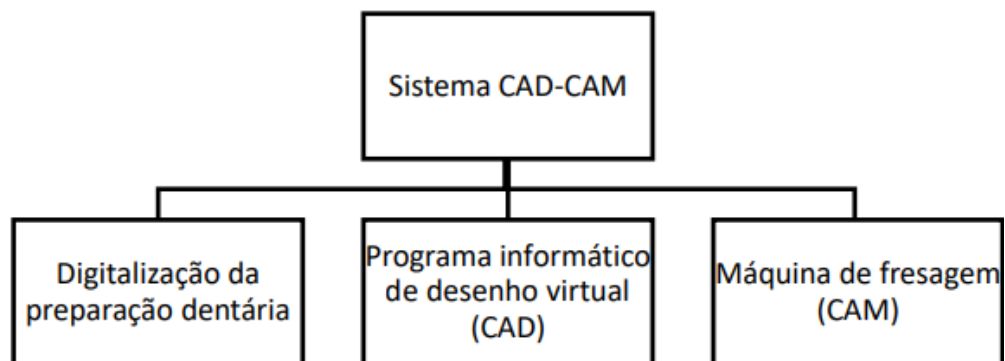 Sistema CAD-CAM
Digitalização da
preparação dentária
Programa informático
de desenho virtual
(CAD)
Máquina de fresagem
(CAM)